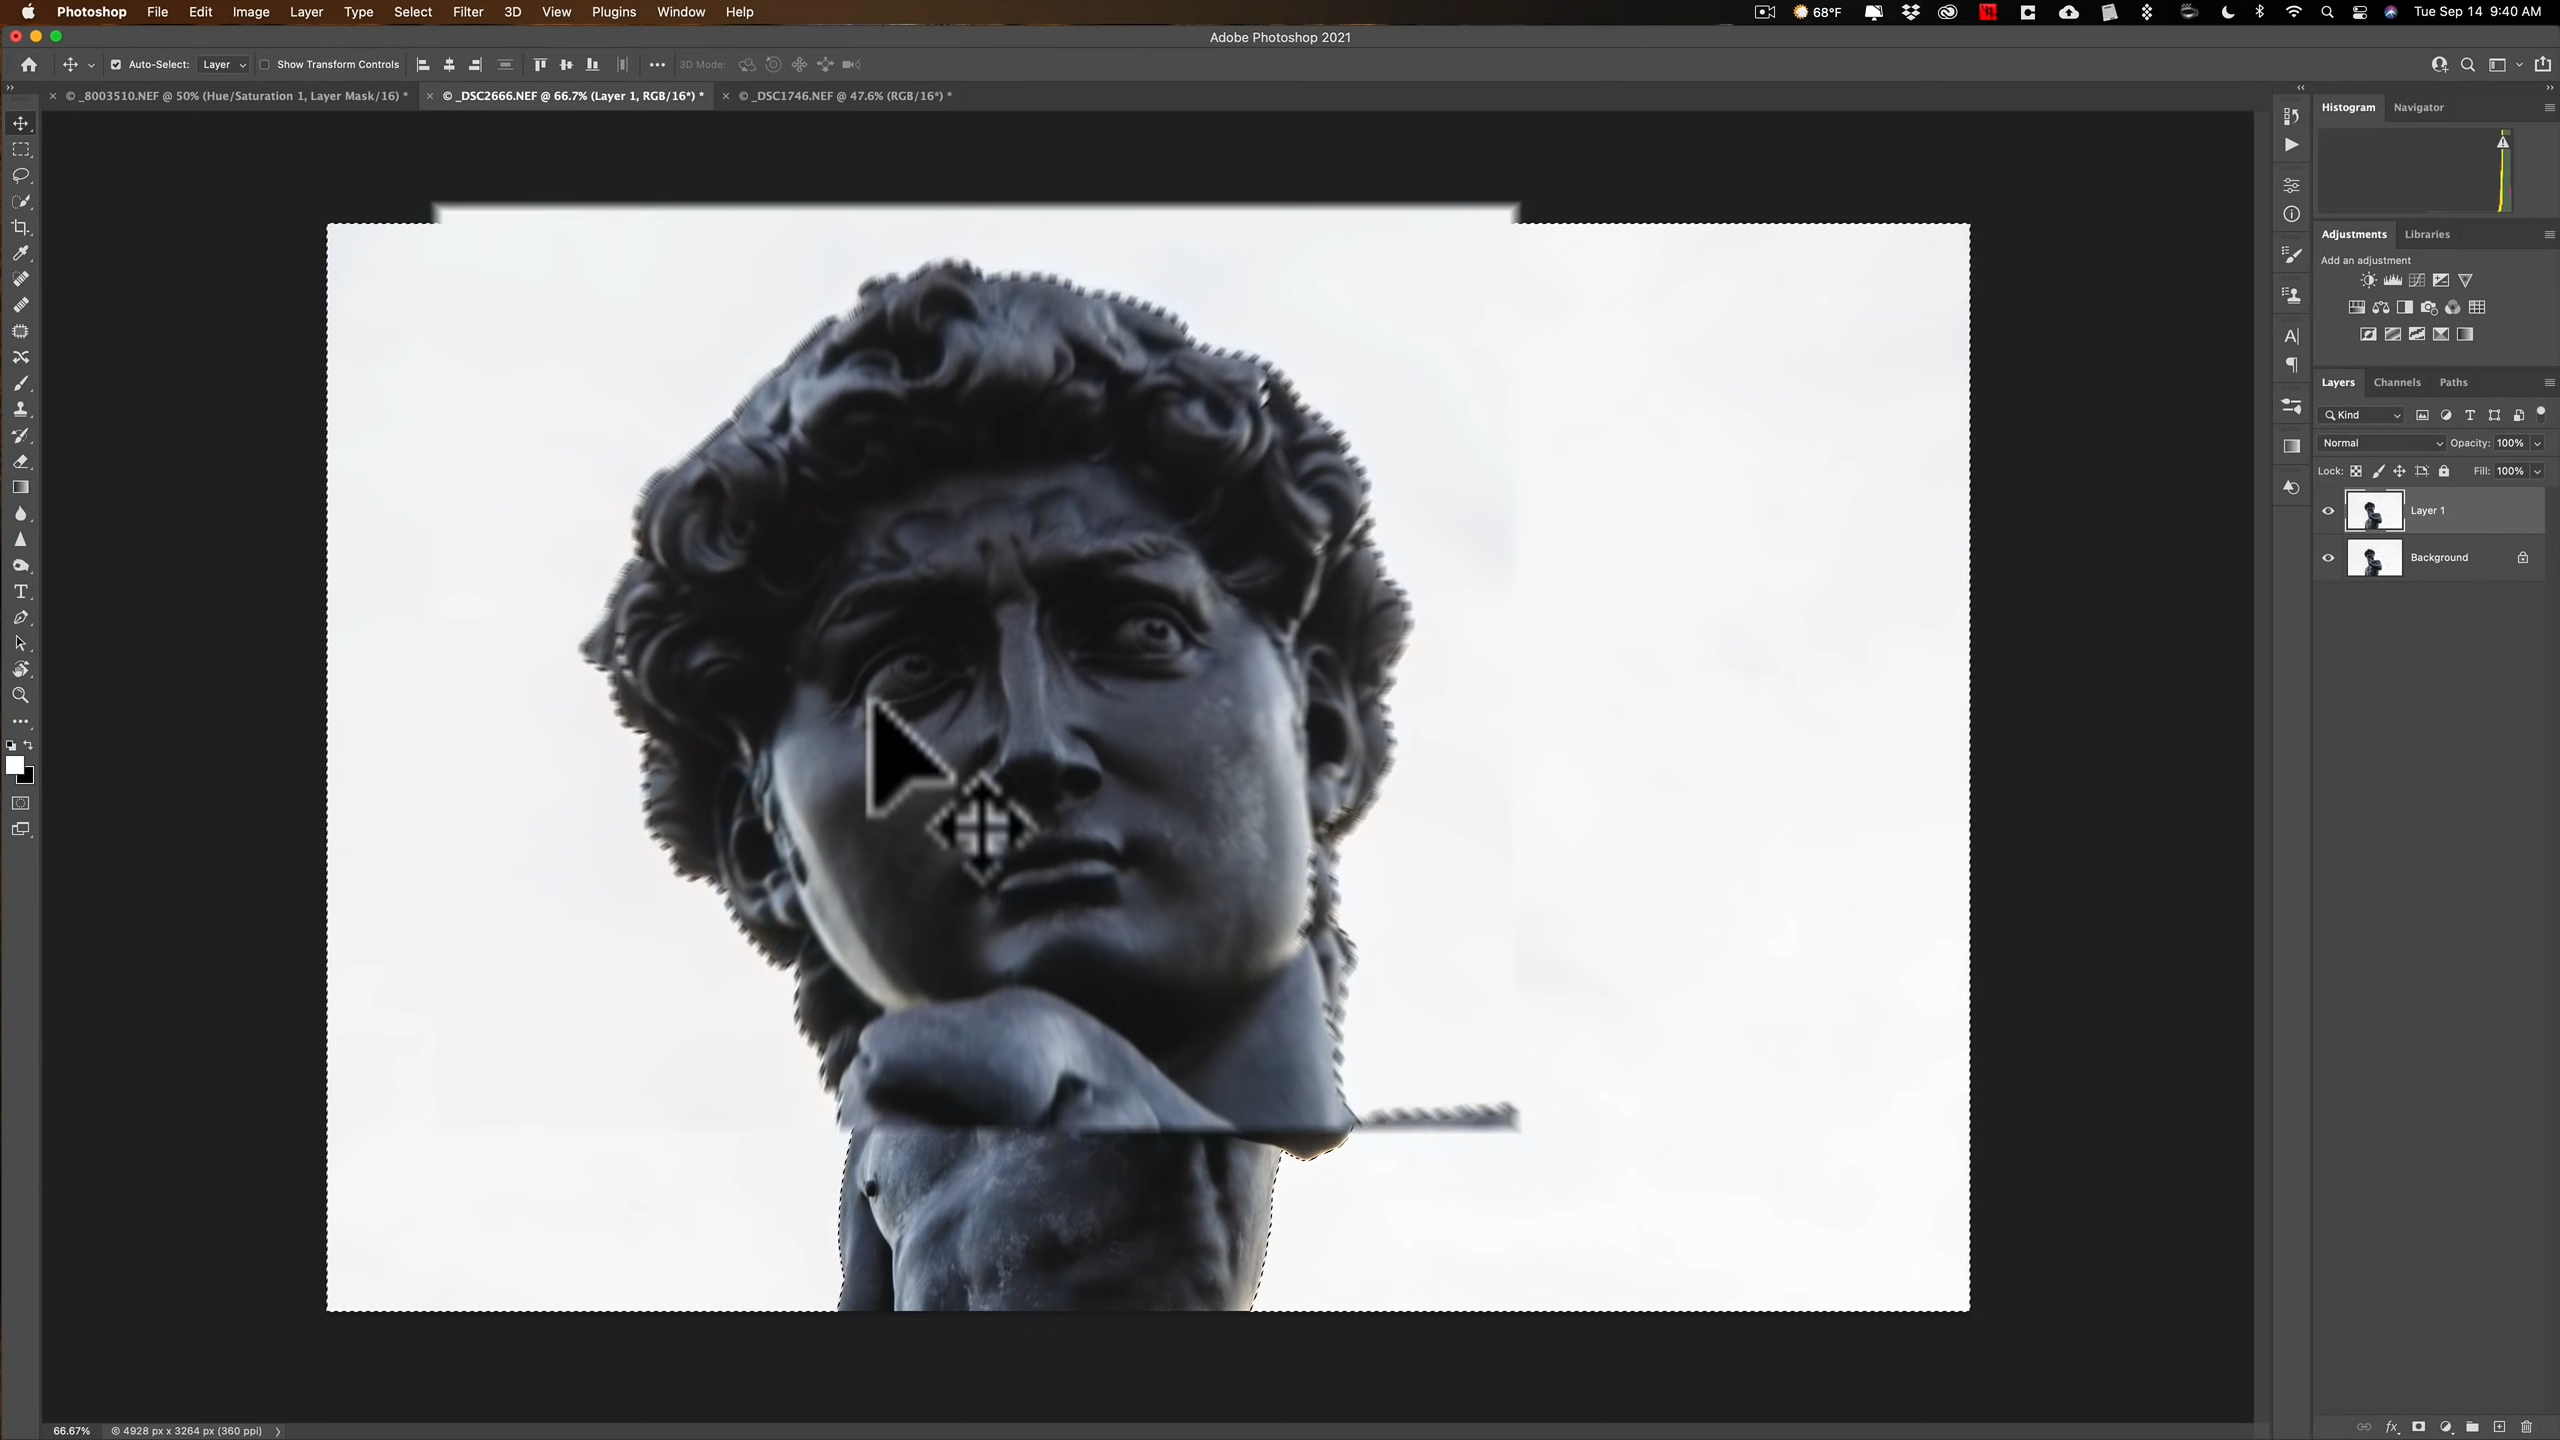 Photoshop File Edit Image Layer Type Select Filter 3D View Plugins Window Help 68°F Tue Sep 14 9:40 AM
Adobe Photoshop 2021
Auto-Select: Layer Show Transform Controls 3D Mode:
© _8003510.NEF @ 50% (Hue/Saturation 1, Layer Mask/16) *
© _DSC2666.NEF @ 66.7% (Layer 1, RGB/16*) *
© _DSC1746.NEF @ 47.6% (RGB/16*) *
Histogram Navigator
Adjustments Libraries
Add an adjustment
Layers Channels Paths
Kind
Normal Opacity: 100%
Lock: Fill: 100%
Layer 1
Background
66.67% © 4928 px x 3264 px (360 ppi)